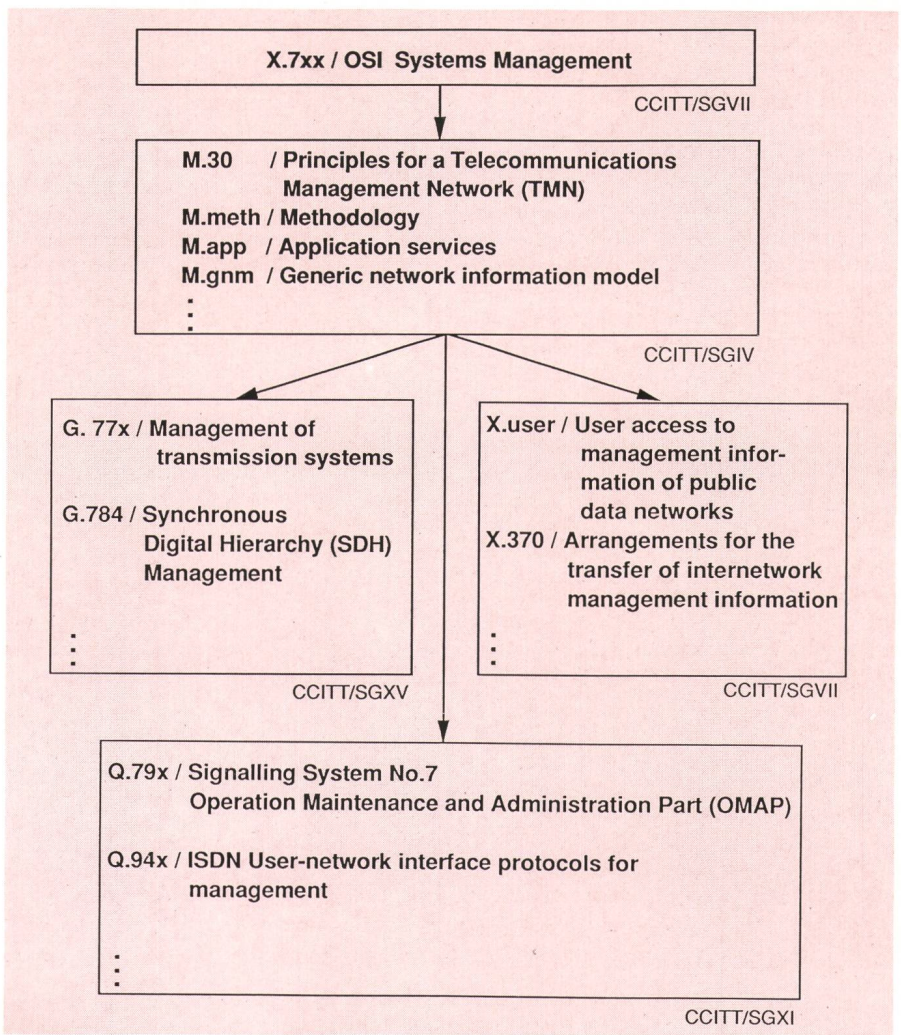 X.7xx / OSI Systems Management
CCITT/SGVII
M.30 / Principles for a Telecommunications
Management Network (TMN)
M.meth / Methodology
M.app / Application services
M.gnm / Generic network information model
⋮
CCITT/SGIV
G. 77x / Management of
transmission systems
G.784 / Synchronous
Digital Hierarchy (SDH)
Management
⋮
CCITT/SGXV
X.user / User access to
management infor-
mation of public
data networks
X.370 / Arrangements for the
transfer of internetwork
management information
⋮
CCITT/SGVII
Q.79x / Signalling System No.7
Operation Maintenance and Administration Part (OMAP)
Q.94x / ISDN User-network interface protocols for
management
⋮
CCITT/SGXI